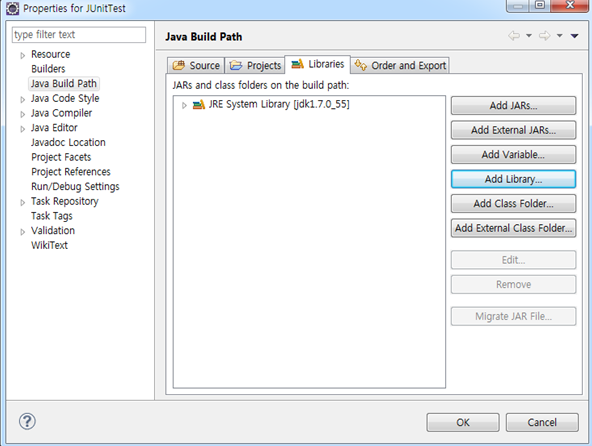 Properties for JUnitTest
type filter text
Resource
Builders
Java Build Path
Java Code Style
Java Compiler
Java Editor
Javadoc Location
Project Facets
Project References
Run/Debug Settings
Task Repository
Task Tags
Validation
WikiText
Java Build Path
Source
Projects
Libraries
Order and Export
JARs and class folders on the build path:
JRE System Library [jdk1.7.0_55]
Add JARs...
Add External JARs...
Add Variable...
Add Library...
Add Class Folder...
Add External Class Folder...
Edit...
Remove
Migrate JAR File...
?
OK
Cancel